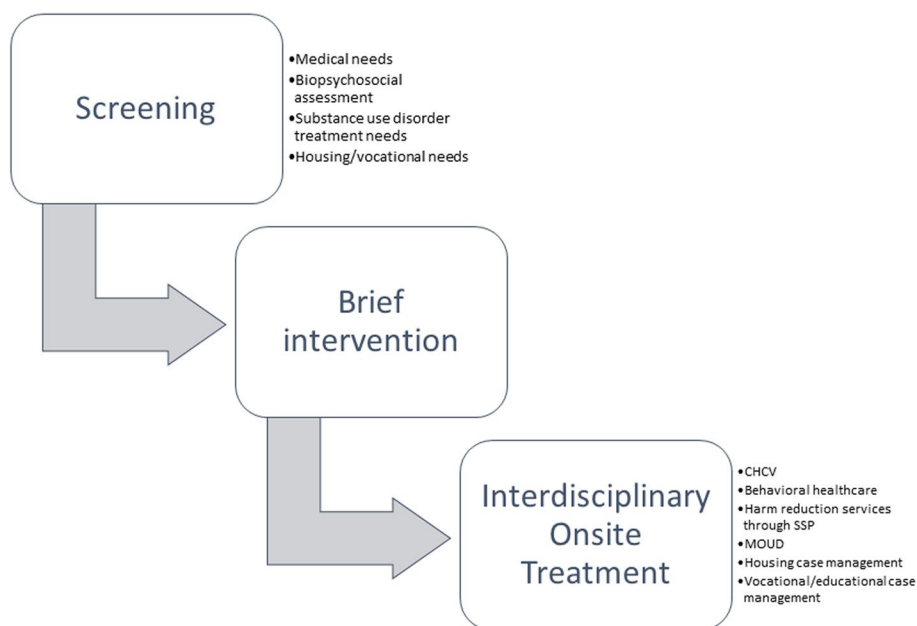 Screening
•Medical needs
•Biopsychosocial
assessment
•Substance use disorder
treatment needs
•Housing/vocational needs
Brief
intervention
Interdisciplinary
Onsite
Treatment
•CHCV
•Behavioral healthcare
•Harm reduction services
through SSP
•MOUD
•Housing case management
•Vocational/educational case
management